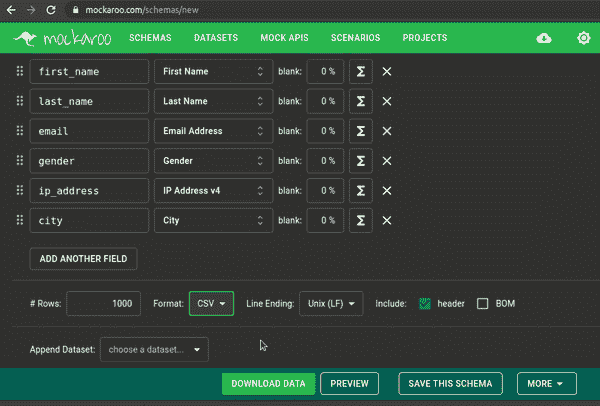 mockaroo.com/schemas/new
mockaroo SCHEMAS DATASETS MOCK APIS SCENARIOS PROJECTS
first_name First Name blank: 0 % Σ
last_name Last Name blank: 0 % Σ
email Email Address blank: 0 % Σ
gender Gender blank: 0 % Σ
ip_address IP Address v4 blank: 0 % Σ
city City blank: 0 % Σ
ADD ANOTHER FIELD
# Rows: 1000 Format: CSV Line Ending: Unix (LF) Include: header BOM
Append Dataset: choose a dataset...
DOWNLOAD DATA PREVIEW SAVE THIS SCHEMA MORE